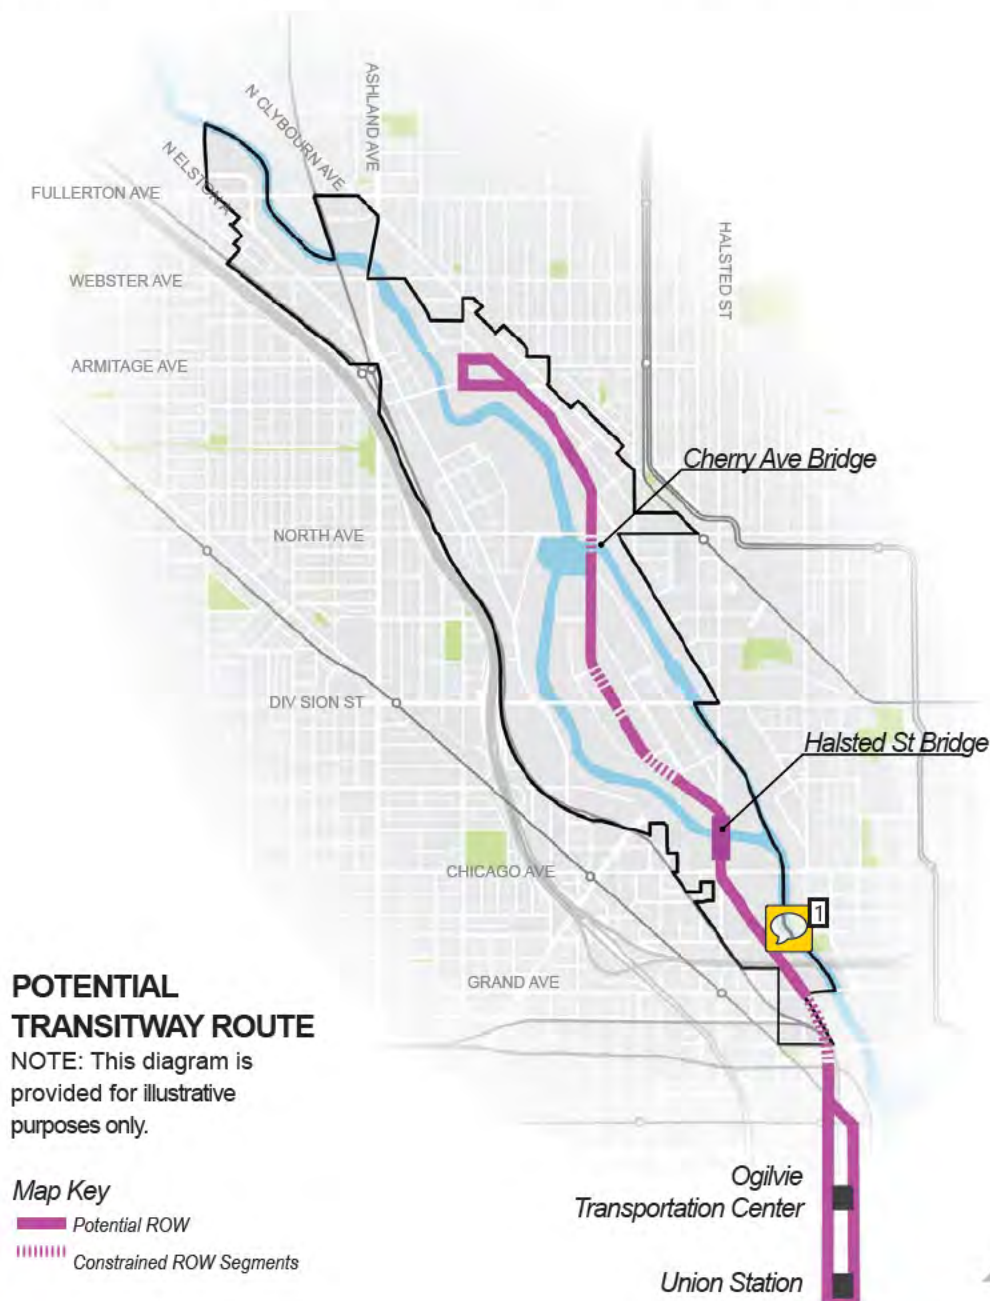 ASHLAND AVE
N CLYBOURN AVE
N ELSTON A
FULLERTON AVE
HALSTED ST
WEBSTER AVE
ARMITAGE AVE
Cherry Ave Bridge
NORTH AVE
DIV SION ST
Halsted St Bridge
CHICAGO AVE
1
GRAND AVE
POTENTIAL
TRANSITWAY ROUTE
NOTE: This diagram is
provided for illustrative
purposes only.
Map Key
Potential ROW
Constrained ROW Segments
Ogilvie
Transportation Center
Union Station